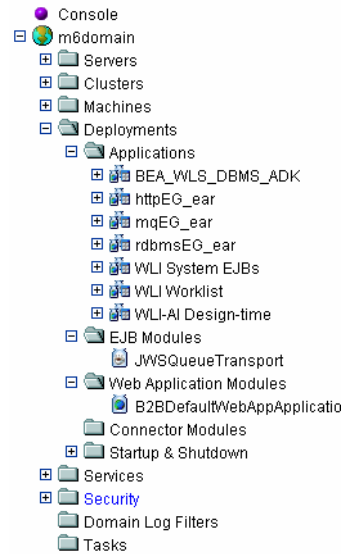 Console
m6domain
Servers
Clusters
Machines
Deployments
Applications
BEA_WLS_DBMS_ADK
httpEG_ear
mqEG_ear
rdbmsEG_ear
WLI System EJBs
WLI Worklist
WLI-AI Design-time
EJB Modules
JWSQueueTransport
Web Application Modules
B2BDefaultWebAppApplicatio
Connector Modules
Startup & Shutdown
Services
Security
Domain Log Filters
Tasks